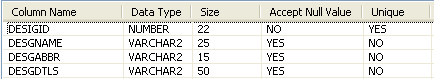 Column Name Data Type Size Accept Null Value Unique
DESIGID NUMBER 22 NO YES
DESGNAME VARCHAR2 25 YES NO
DESGABBR VARCHAR2 15 YES NO
DESGDTLS VARCHAR2 50 YES NO